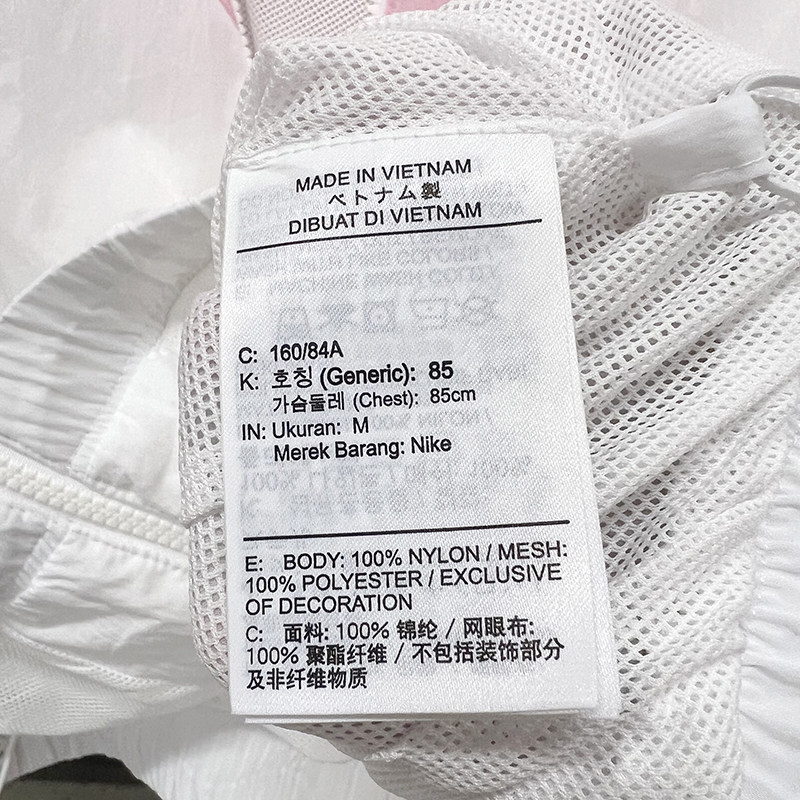 MADE IN VIETNAM
ベトナム製
DIBUAT DI VIETNAM
C: 160/84A
K: 호칭 (Generic): 85
가슴둘레 (Chest): 85cm
IN: Ukuran: M
Merek Barang: Nike
E: BODY: 100% NYLON / MESH:
100% POLYESTER / EXCLUSIVE
OF DECORATION
C: 面料: 100% 锦纶 / 网眼布:
100% 聚酯纤维 / 不包括装饰部分
及非纤维物质